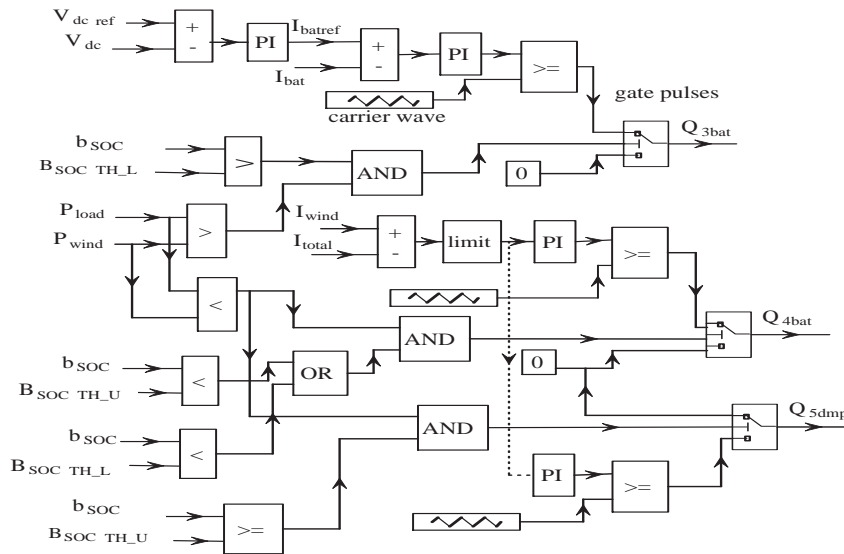 V dc ref
V dc
+
-
PI
I batref
+
-
I bat
PI
>=
carrier wave
gate pulses
Q 3bat
b SOC
B SOC TH_L
>
AND
0
P load
P wind
>
I wind
I total
+
-
limit
PI
>=
<
AND
Q 4bat
b SOC
B SOC TH_U
<
OR
0
b SOC
B SOC TH_L
<
AND
Q 5dmp
PI
>=
b SOC
B SOC TH_U
>=